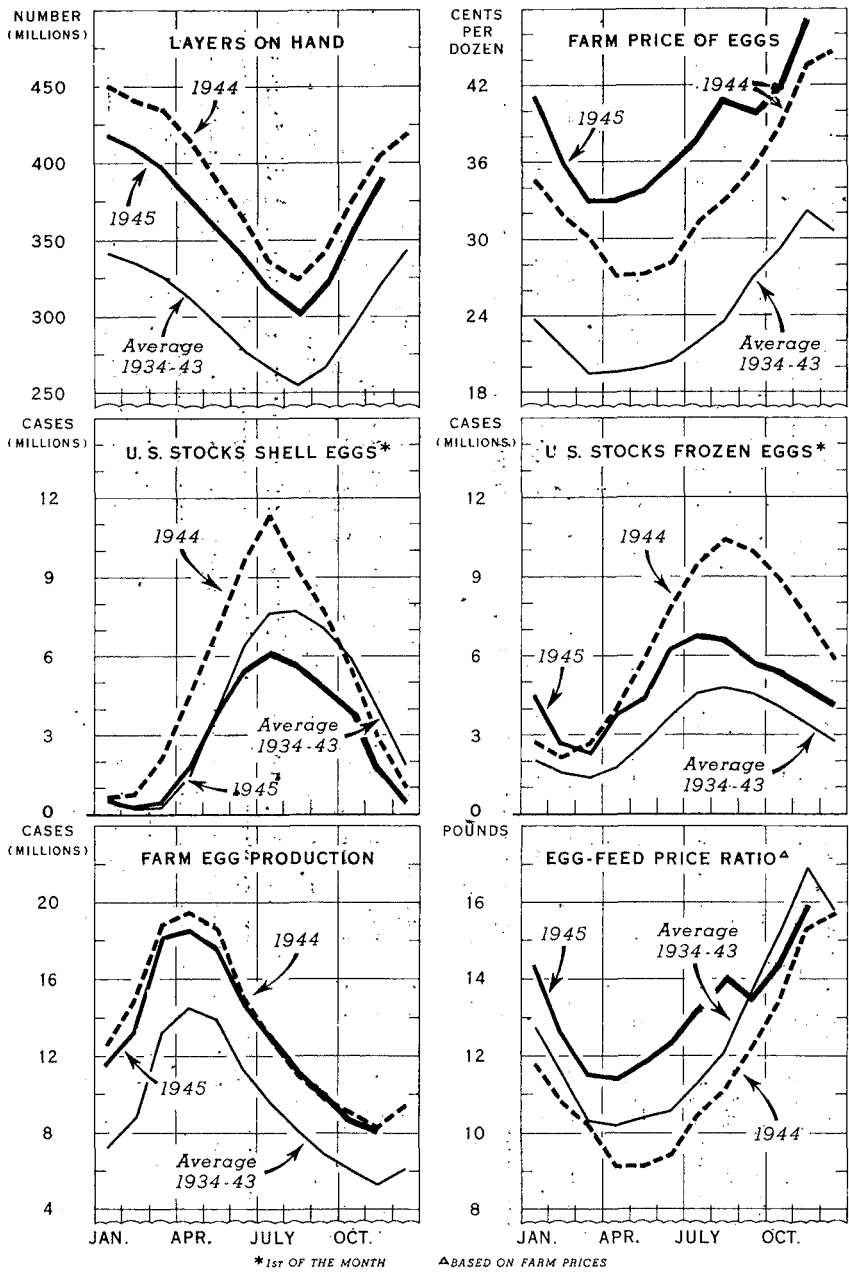 NUMBER
(MILLIONS)
LAYERS ON HAND
450
400
350
300
250
1944
1945
Average
1934-43
CENTS
PER
DOZEN
FARM PRICE OF EGGS
42
36
30
24
18
1944
1945
Average
1934-43
CASES
(MILLIONS)
U. S. STOCKS SHELL EGGS*
12
9
6
3
0
1944
Average
1934-43
1945
CASES
(MILLIONS)
U. S. STOCKS FROZEN EGGS*
12
9
6
3
0
1944
1945
Average
1934-43
CASES
(MILLIONS)
FARM EGG PRODUCTION
20
16
12
8
4
1944
1945
Average
1934-43
JAN. APR. JULY OCT.
POUNDS
EGG-FEED PRICE RATIO△
16
14
12
10
8
1945
Average
1934-43
1944
JAN. APR. JULY OCT.
*1ST OF THE MONTH △BASED ON FARM PRICES